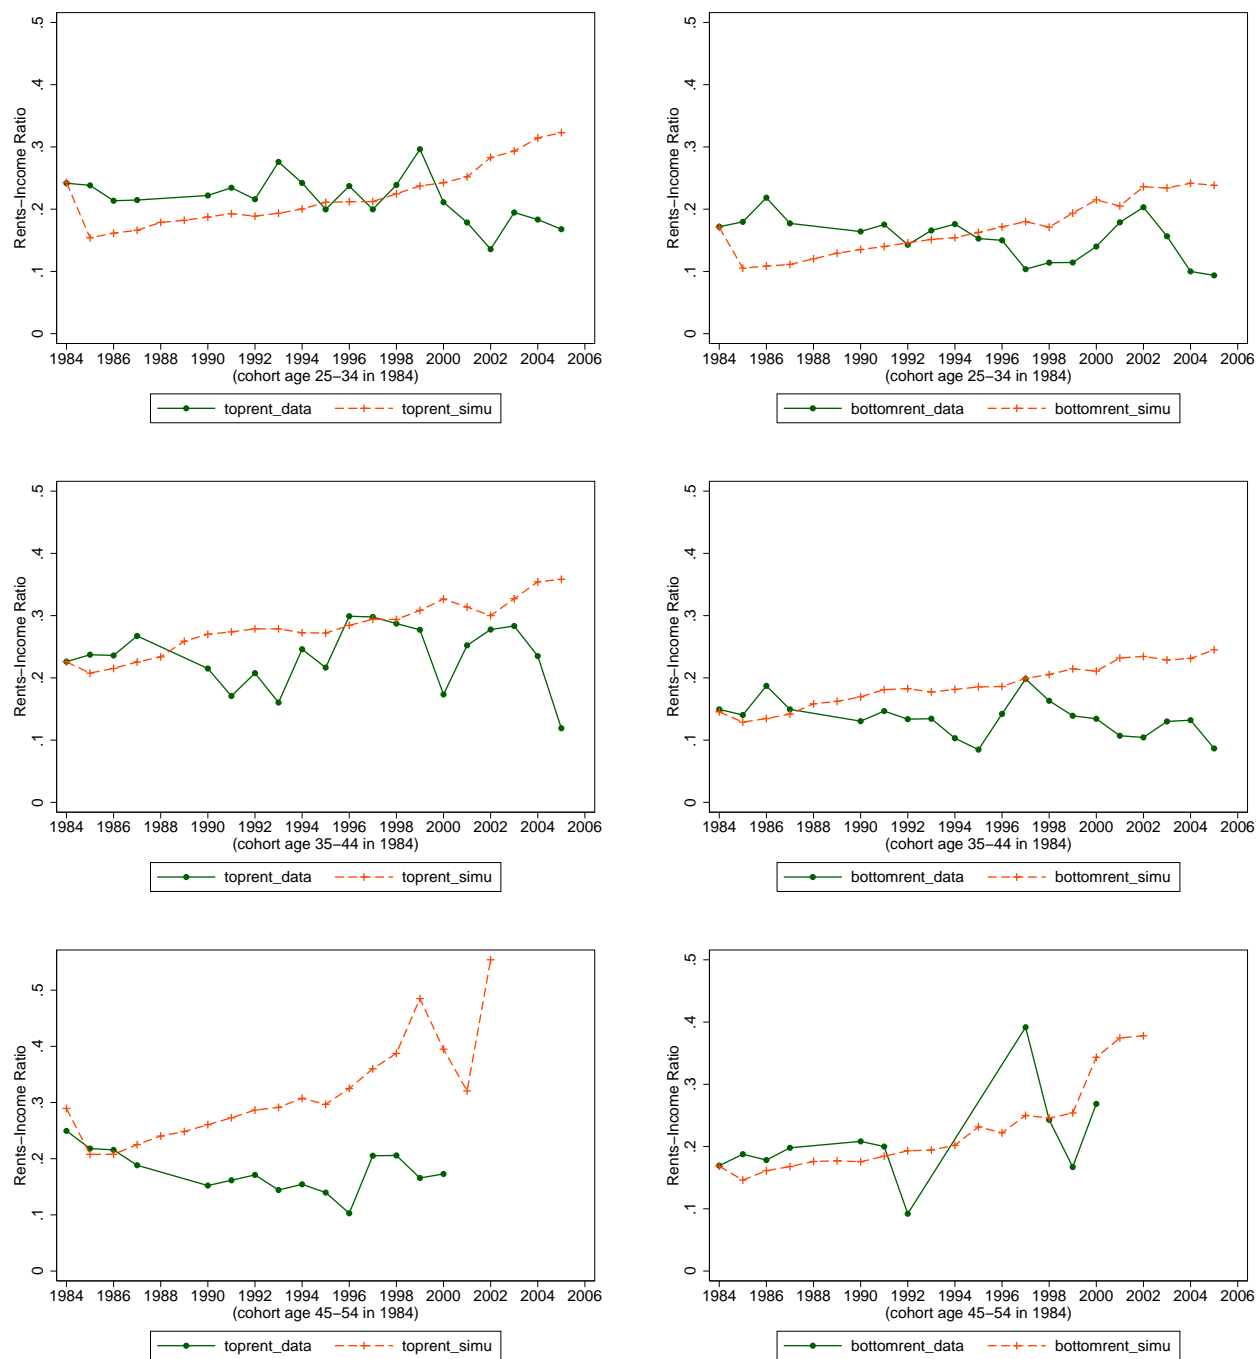 Rents−Income Ratio
0 .1 .2 .3 .4 .5
1984 1986 1988 1990 1992 1994 1996 1998 2000 2002 2004 2006
(cohort age 25−34 in 1984)
toprent_data toprent_simu
Rents−Income Ratio
0 .1 .2 .3 .4 .5
1984 1986 1988 1990 1992 1994 1996 1998 2000 2002 2004 2006
(cohort age 25−34 in 1984)
bottomrent_data bottomrent_simu
Rents−Income Ratio
0 .1 .2 .3 .4 .5
1984 1986 1988 1990 1992 1994 1996 1998 2000 2002 2004 2006
(cohort age 35−44 in 1984)
toprent_data toprent_simu
Rents−Income Ratio
0 .1 .2 .3 .4 .5
1984 1986 1988 1990 1992 1994 1996 1998 2000 2002 2004 2006
(cohort age 35−44 in 1984)
bottomrent_data bottomrent_simu
Rents−Income Ratio
0 .1 .2 .3 .4 .5
1984 1986 1988 1990 1992 1994 1996 1998 2000 2002 2004 2006
(cohort age 45−54 in 1984)
toprent_data toprent_simu
Rents−Income Ratio
0 .1 .2 .3 .4 .5
1984 1986 1988 1990 1992 1994 1996 1998 2000 2002 2004 2006
(cohort age 45−54 in 1984)
bottomrent_data bottomrent_simu